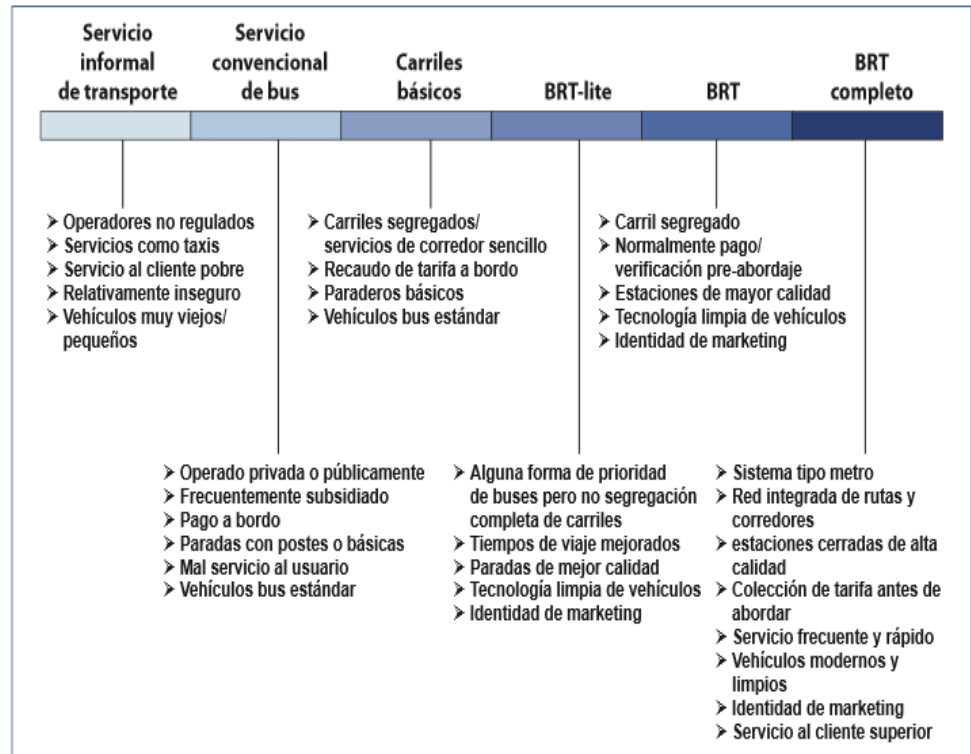 Servicio
informal
de transporte
Servicio
convencional
de bus
Carriles
básicos
BRT-lite
BRT
BRT
completo
➢ Operadores no regulados
➢ Servicios como taxis
➢ Servicio al cliente pobre
➢ Relativamente inseguro
➢ Vehículos muy viejos/
pequeños
➢ Carriles segregados/
servicios de corredor sencillo
➢ Recaudo de tarifa a bordo
➢ Paraderos básicos
➢ Vehículos bus estándar
➢ Carril segregado
➢ Normalmente pago/
verificación pre-abordaje
➢ Estaciones de mayor calidad
➢ Tecnología limpia de vehículos
➢ Identidad de marketing
➢ Operado privada o públicamente
➢ Frecuentemente subsidiado
➢ Pago a bordo
➢ Paradas con postes o básicas
➢ Mal servicio al usuario
➢ Vehículos bus estándar
➢ Alguna forma de prioridad
de buses pero no segregación
completa de carriles
➢ Tiempos de viaje mejorados
➢ Paradas de mejor calidad
➢ Tecnología limpia de vehículos
➢ Identidad de marketing
➢ Sistema tipo metro
➢ Red integrada de rutas y
corredores
➢ estaciones cerradas de alta
calidad
➢ Colección de tarifa antes de
abordar
➢ Servicio frecuente y rápido
➢ Vehículos modernos y
limpios
➢ Identidad de marketing
➢ Servicio al cliente superior